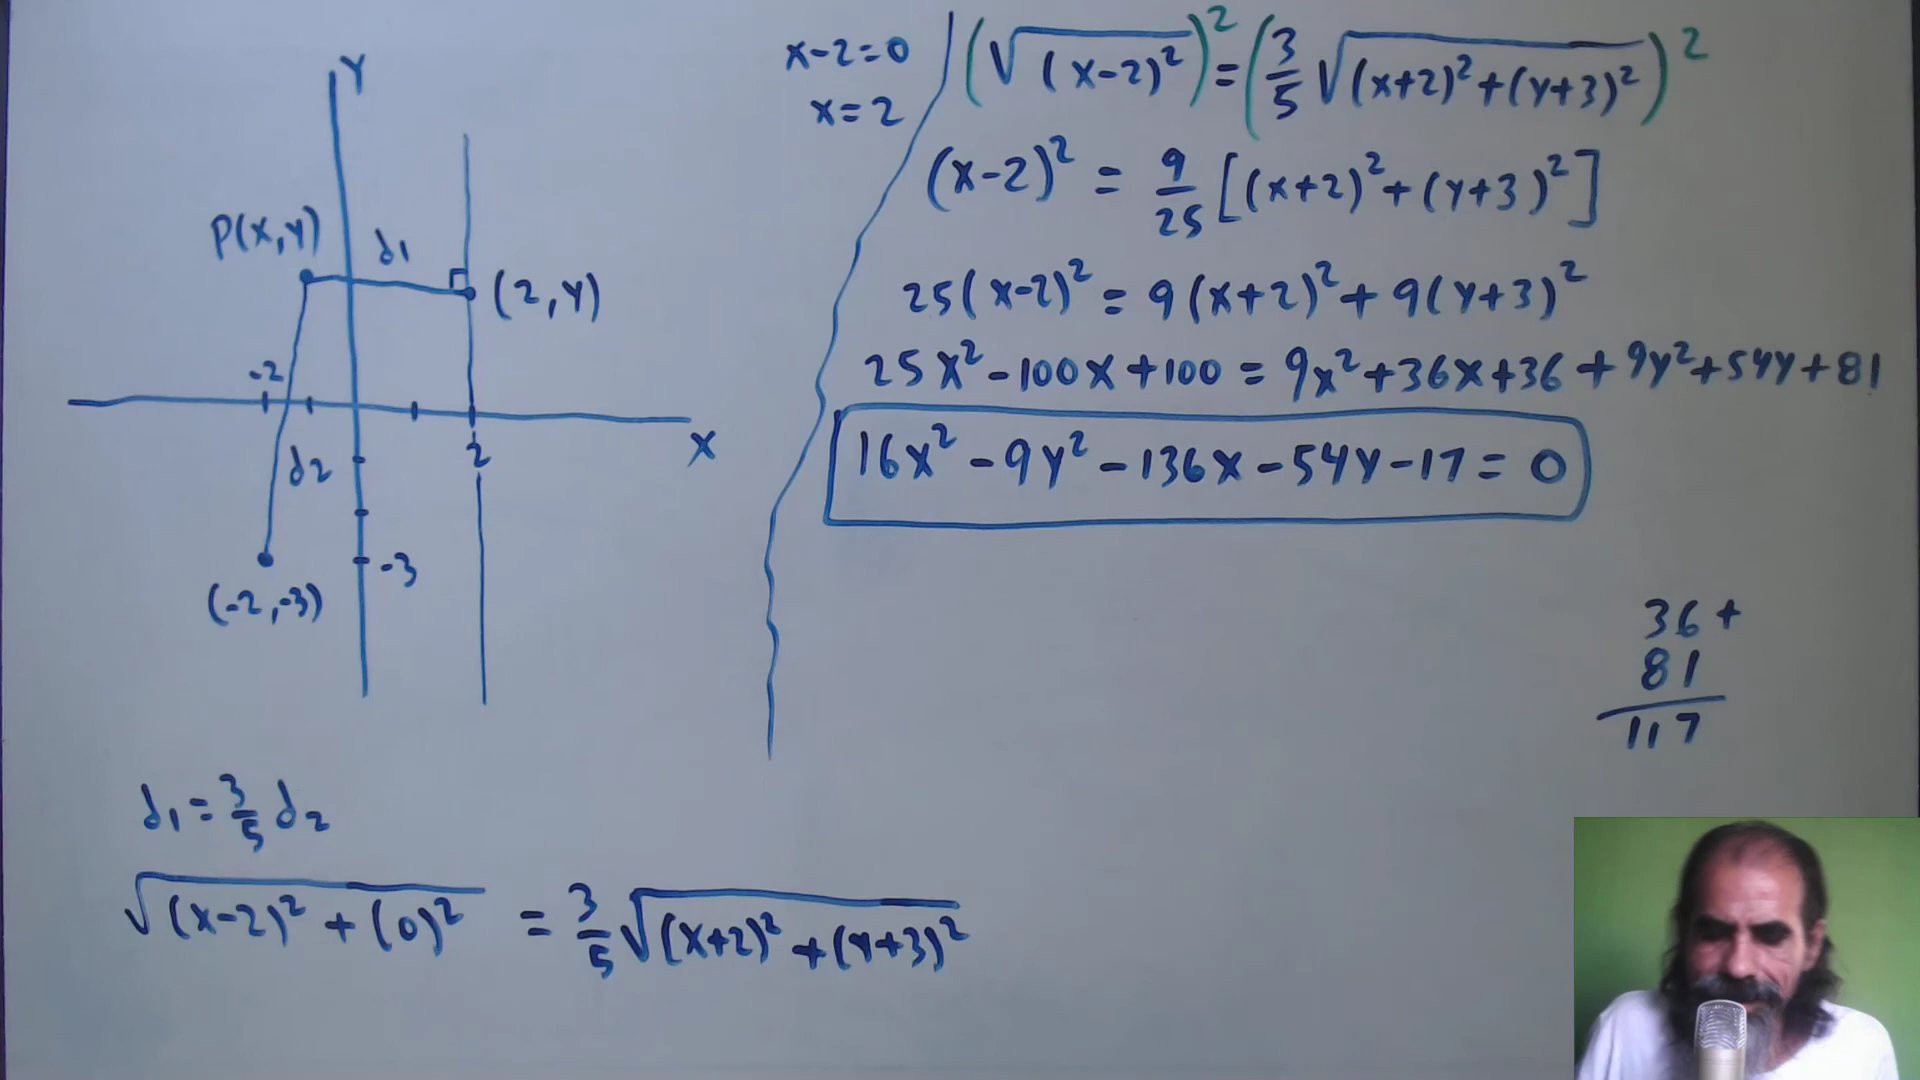 Y
P(x,y)
d1
(2,y)
-2
x
2
d2
-3
(-2,-3)
d1 = 3/5 d2
√((x-2)² + (0)²) = 3/5 √((x+2)² + (y+3)²)
x-2=0
x=2
(√((x-2)²))² = (3/5 √((x+2)²+(y+3)²))²
(x-2)² = 9/25 [(x+2)²+(y+3)²]
25(x-2)² = 9(x+2)²+9(y+3)²
25x²-100x+100 = 9x²+36x+36+9y²+54y+81
16x²-9y²-136x-54y-17=0
36+
81
117